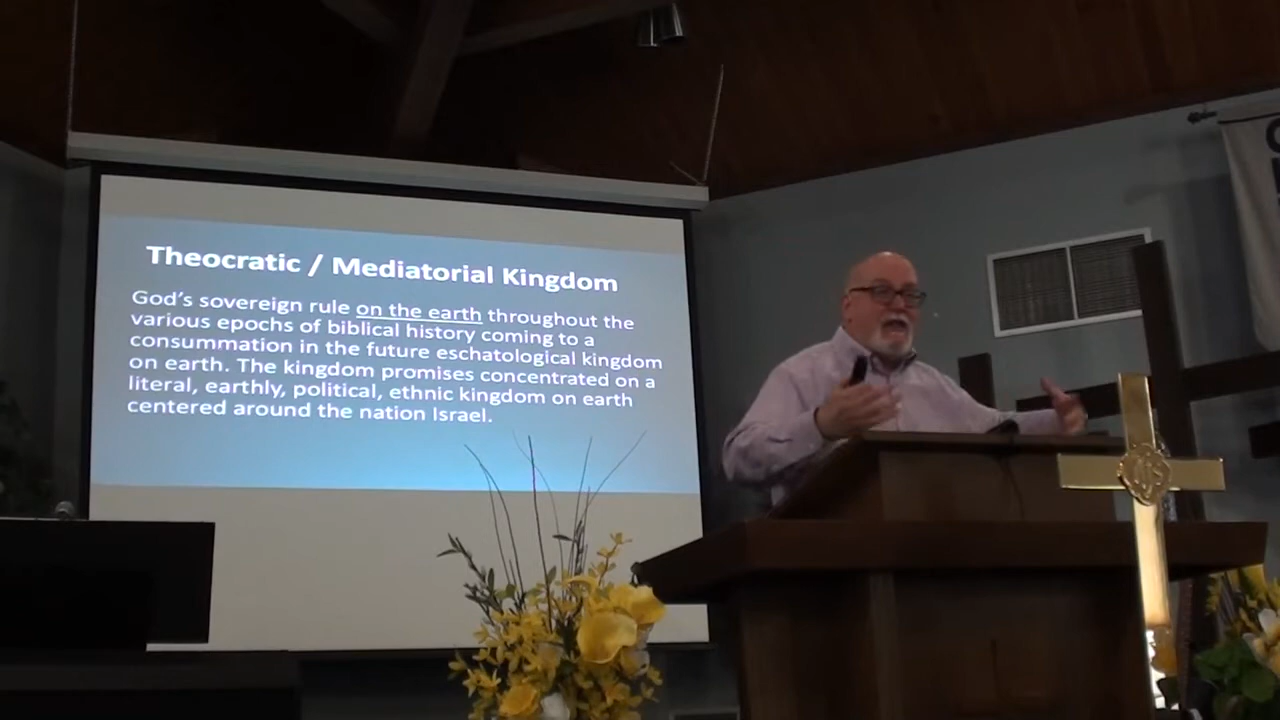 Theocratic / Mediatorial Kingdom
God's sovereign rule on the earth throughout the
various epochs of biblical history coming to a
consummation in the future eschatological kingdom
on earth. The kingdom promises concentrated on a
literal, earthly, political, ethnic kingdom on earth
centered around the nation Israel.